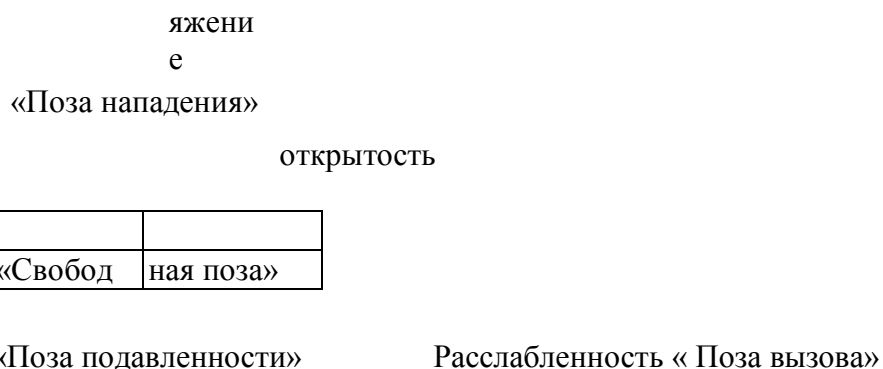 яжени
е
«Поза нападения»
открытость
«Свобод ная поза»
«Поза подавленности» Расслабленность « Поза вызова»